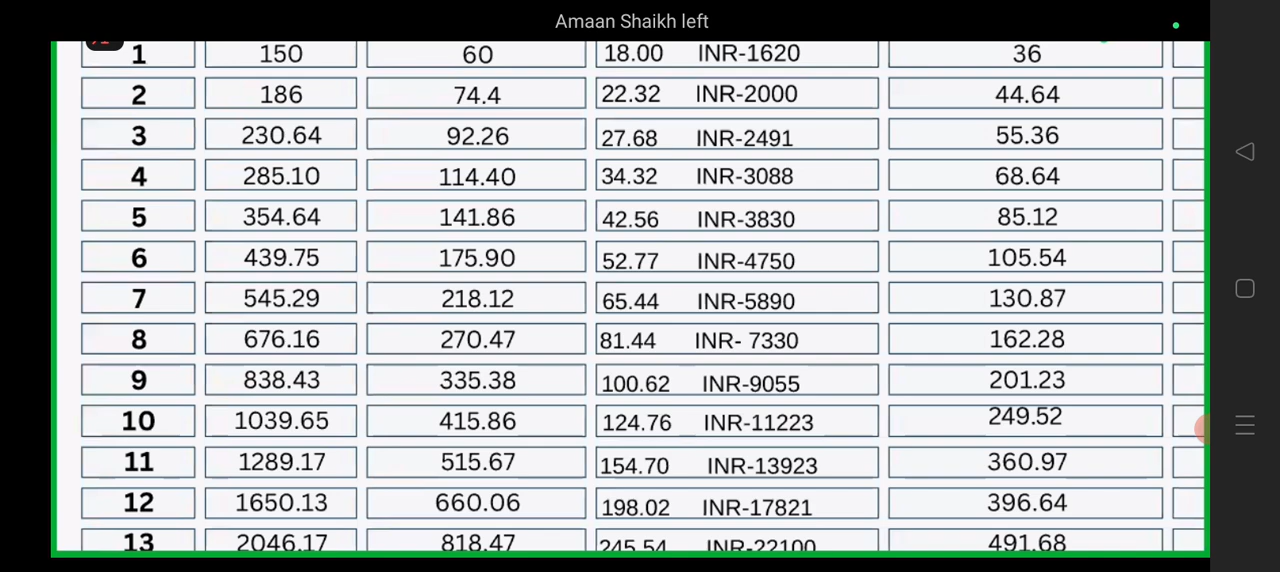 Amaan Shaikh left
1 150 60 18.00 INR-1620 36
2 186 74.4 22.32 INR-2000 44.64
3 230.64 92.26 27.68 INR-2491 55.36
4 285.10 114.40 34.32 INR-3088 68.64
5 354.64 141.86 42.56 INR-3830 85.12
6 439.75 175.90 52.77 INR-4750 105.54
7 545.29 218.12 65.44 INR-5890 130.87
8 676.16 270.47 81.44 INR- 7330 162.28
9 838.43 335.38 100.62 INR-9055 201.23
10 1039.65 415.86 124.76 INR-11223 249.52
11 1289.17 515.67 154.70 INR-13923 360.97
12 1650.13 660.06 198.02 INR-17821 396.64
13 2046.17 818.47 245.54 INR-22100 491.68